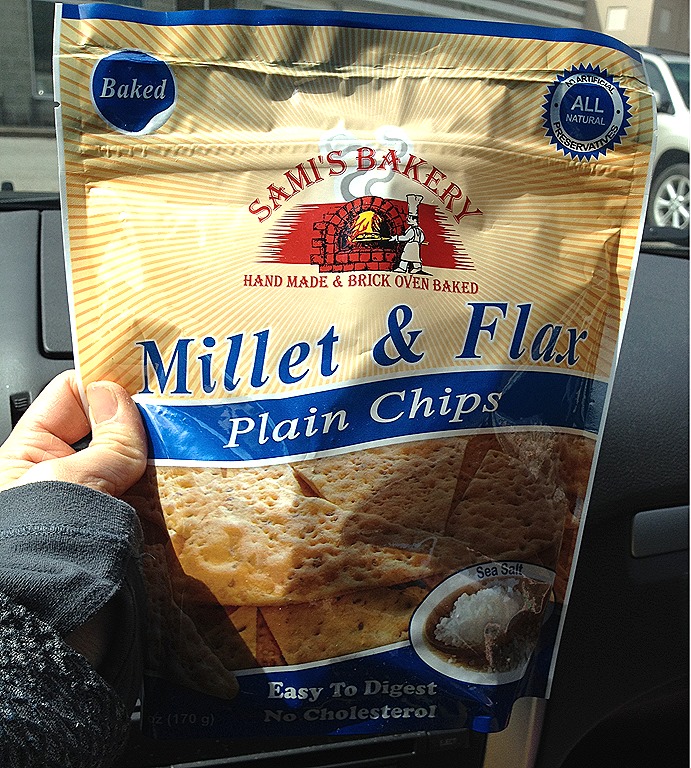 Baked
NO ARTIFICIAL
ALL
NATURAL
PRESERVATIVES
SAMI'S BAKERY
HAND MADE & BRICK OVEN BAKED
Millet & Flax
Plain Chips
Sea Salt
Easy To Digest
No Cholesterol
oz (170 g)